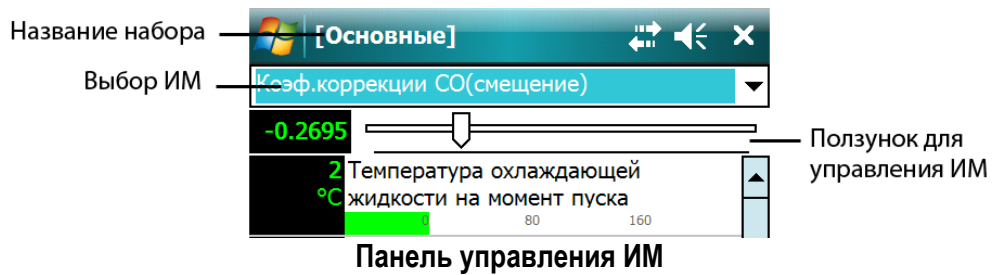 Название набора
[Основные]
Выбор ИМ
Коэф.коррекции СО(смещение)
-0.2695
Ползунок для
управления ИМ
2 Температура охлаждающей
°C жидкости на момент пуска
0 80 160
Панель управления ИМ